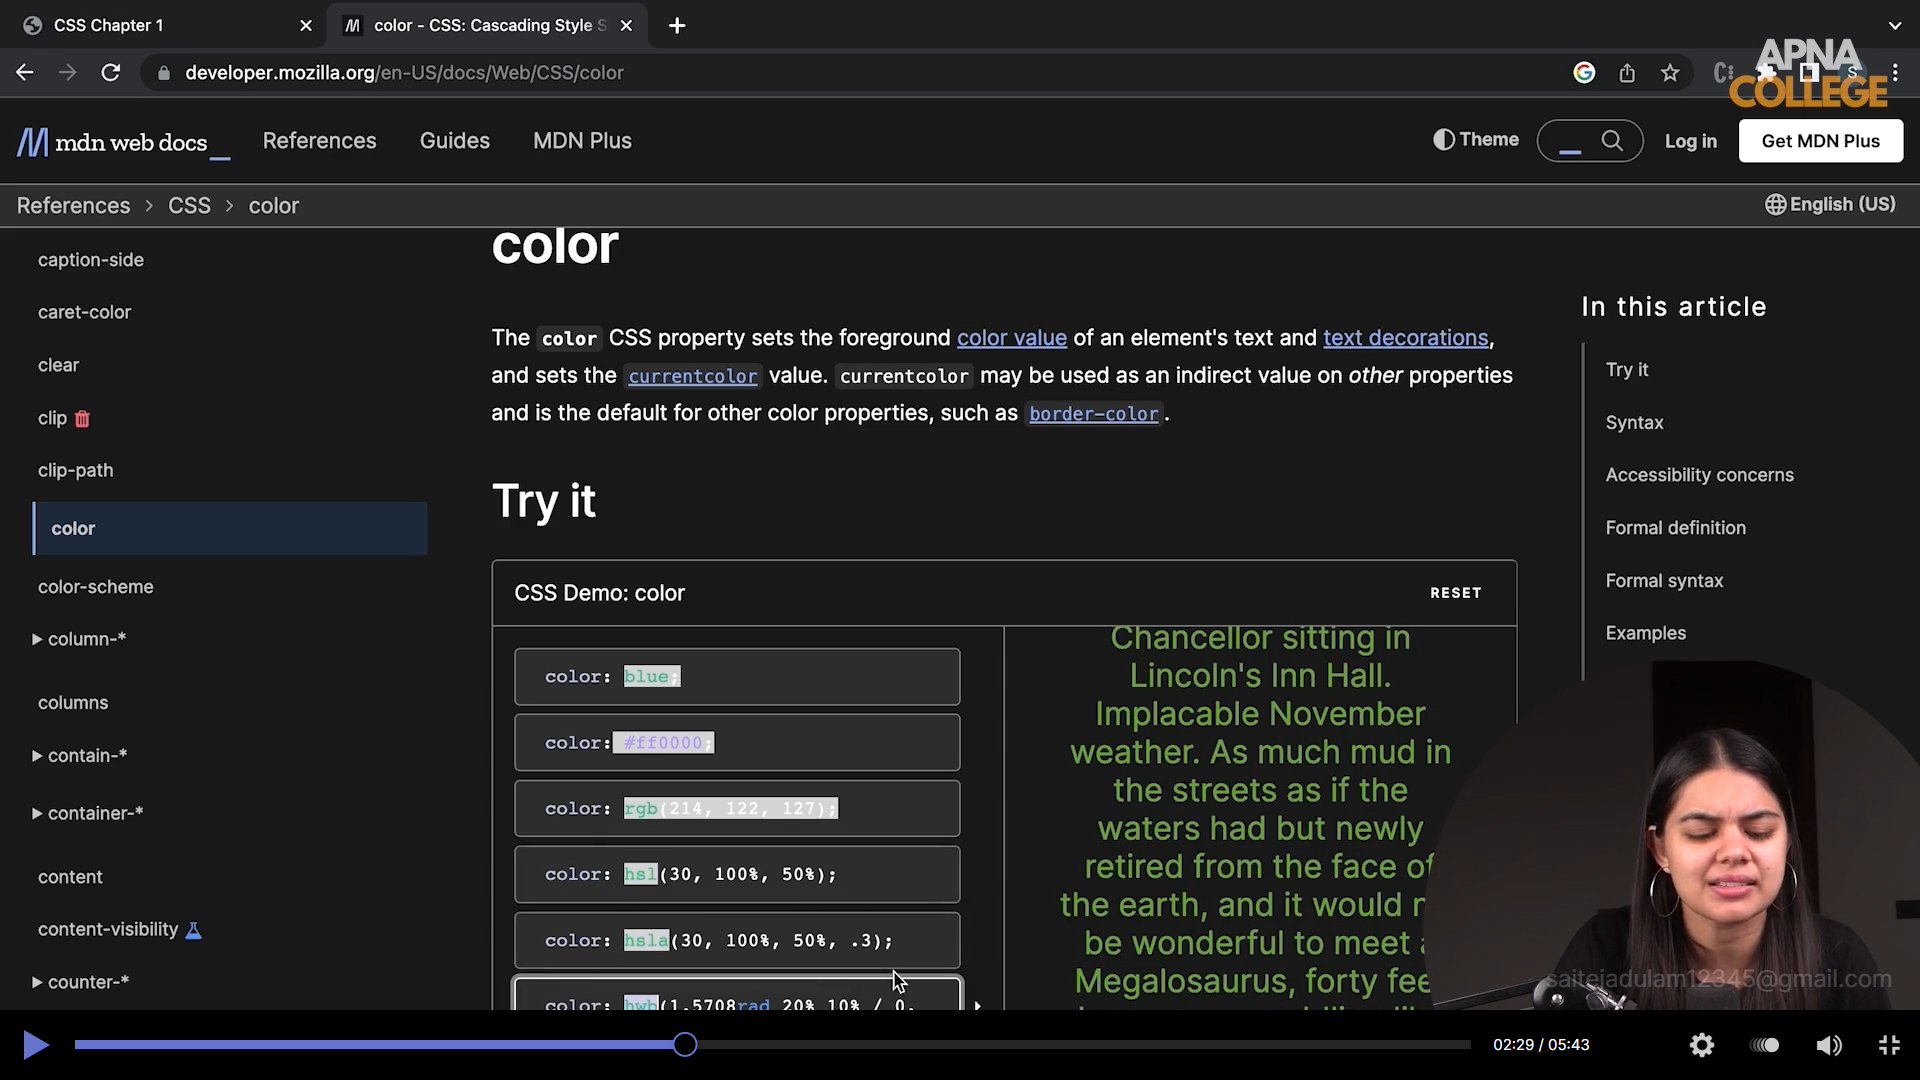 CSS Chapter 1
color - CSS: Cascading Style S
developer.mozilla.org/en-US/docs/Web/CSS/color
S
APNA
COLLEGE
mdn web docs
References
Guides
MDN Plus
Theme
Log in
Get MDN Plus
References > CSS > color
English (US)
caption-side
caret-color
clear
clip
clip-path
color
color-scheme
column-*
columns
contain-*
container-*
content
content-visibility
counter-*
color
The color CSS property sets the foreground color value of an element's text and text decorations,
and sets the currentcolor value. currentcolor may be used as an indirect value on other properties
and is the default for other color properties, such as border-color.
Try it
CSS Demo: color
RESET
color: blue;
color: #ff0000;
color: rgb(214, 122, 127);
color: hsl(30, 100%, 50%);
color: hsla(30, 100%, 50%, .3);
color: hwb(1.5708rad 20% 10% / 0.
Chancellor sitting in
Lincoln's Inn Hall.
Implacable November
weather. As much mud in
the streets as if the
waters had but newly
retired from the face of
the earth, and it would
be wonderful to meet
Megalosaurus, forty fee
In this article
Try it
Syntax
Accessibility concerns
Formal definition
Formal syntax
Examples
saitejadulam12345@gmail.com
02:29 / 05:43